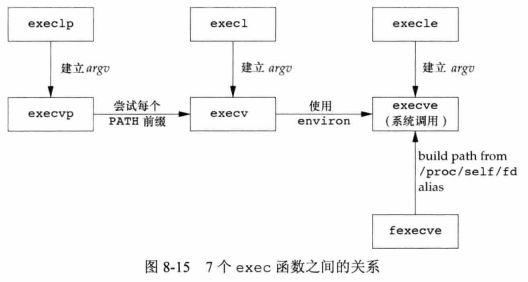 execlp
execl
execle
建立 argv
建立 argv
建立 argv
execvp
尝试每个
PATH 前缀
execv
使用
environ
execve
（系统调用）
build path from
/proc/self/fd
alias
fexecve
图 8-15 7 个 exec 函数之间的关系